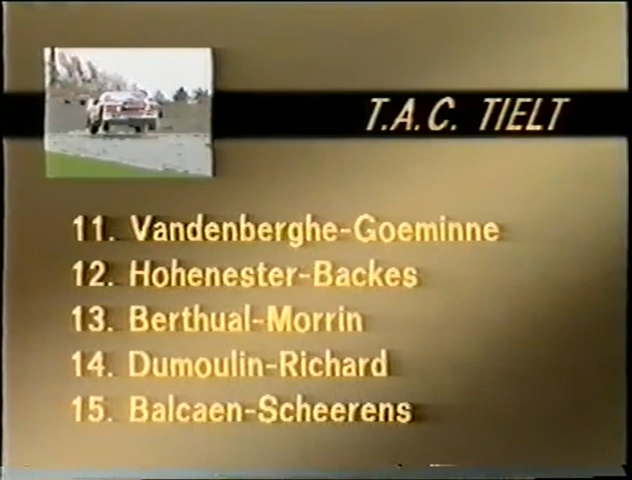 T.A.C. TIELT
11. Vandenberghe-Goeminne
12. Hohenester-Backes
13. Berthual-Morrin
14. Dumoulin-Richard
15. Balcaen-Scheerens